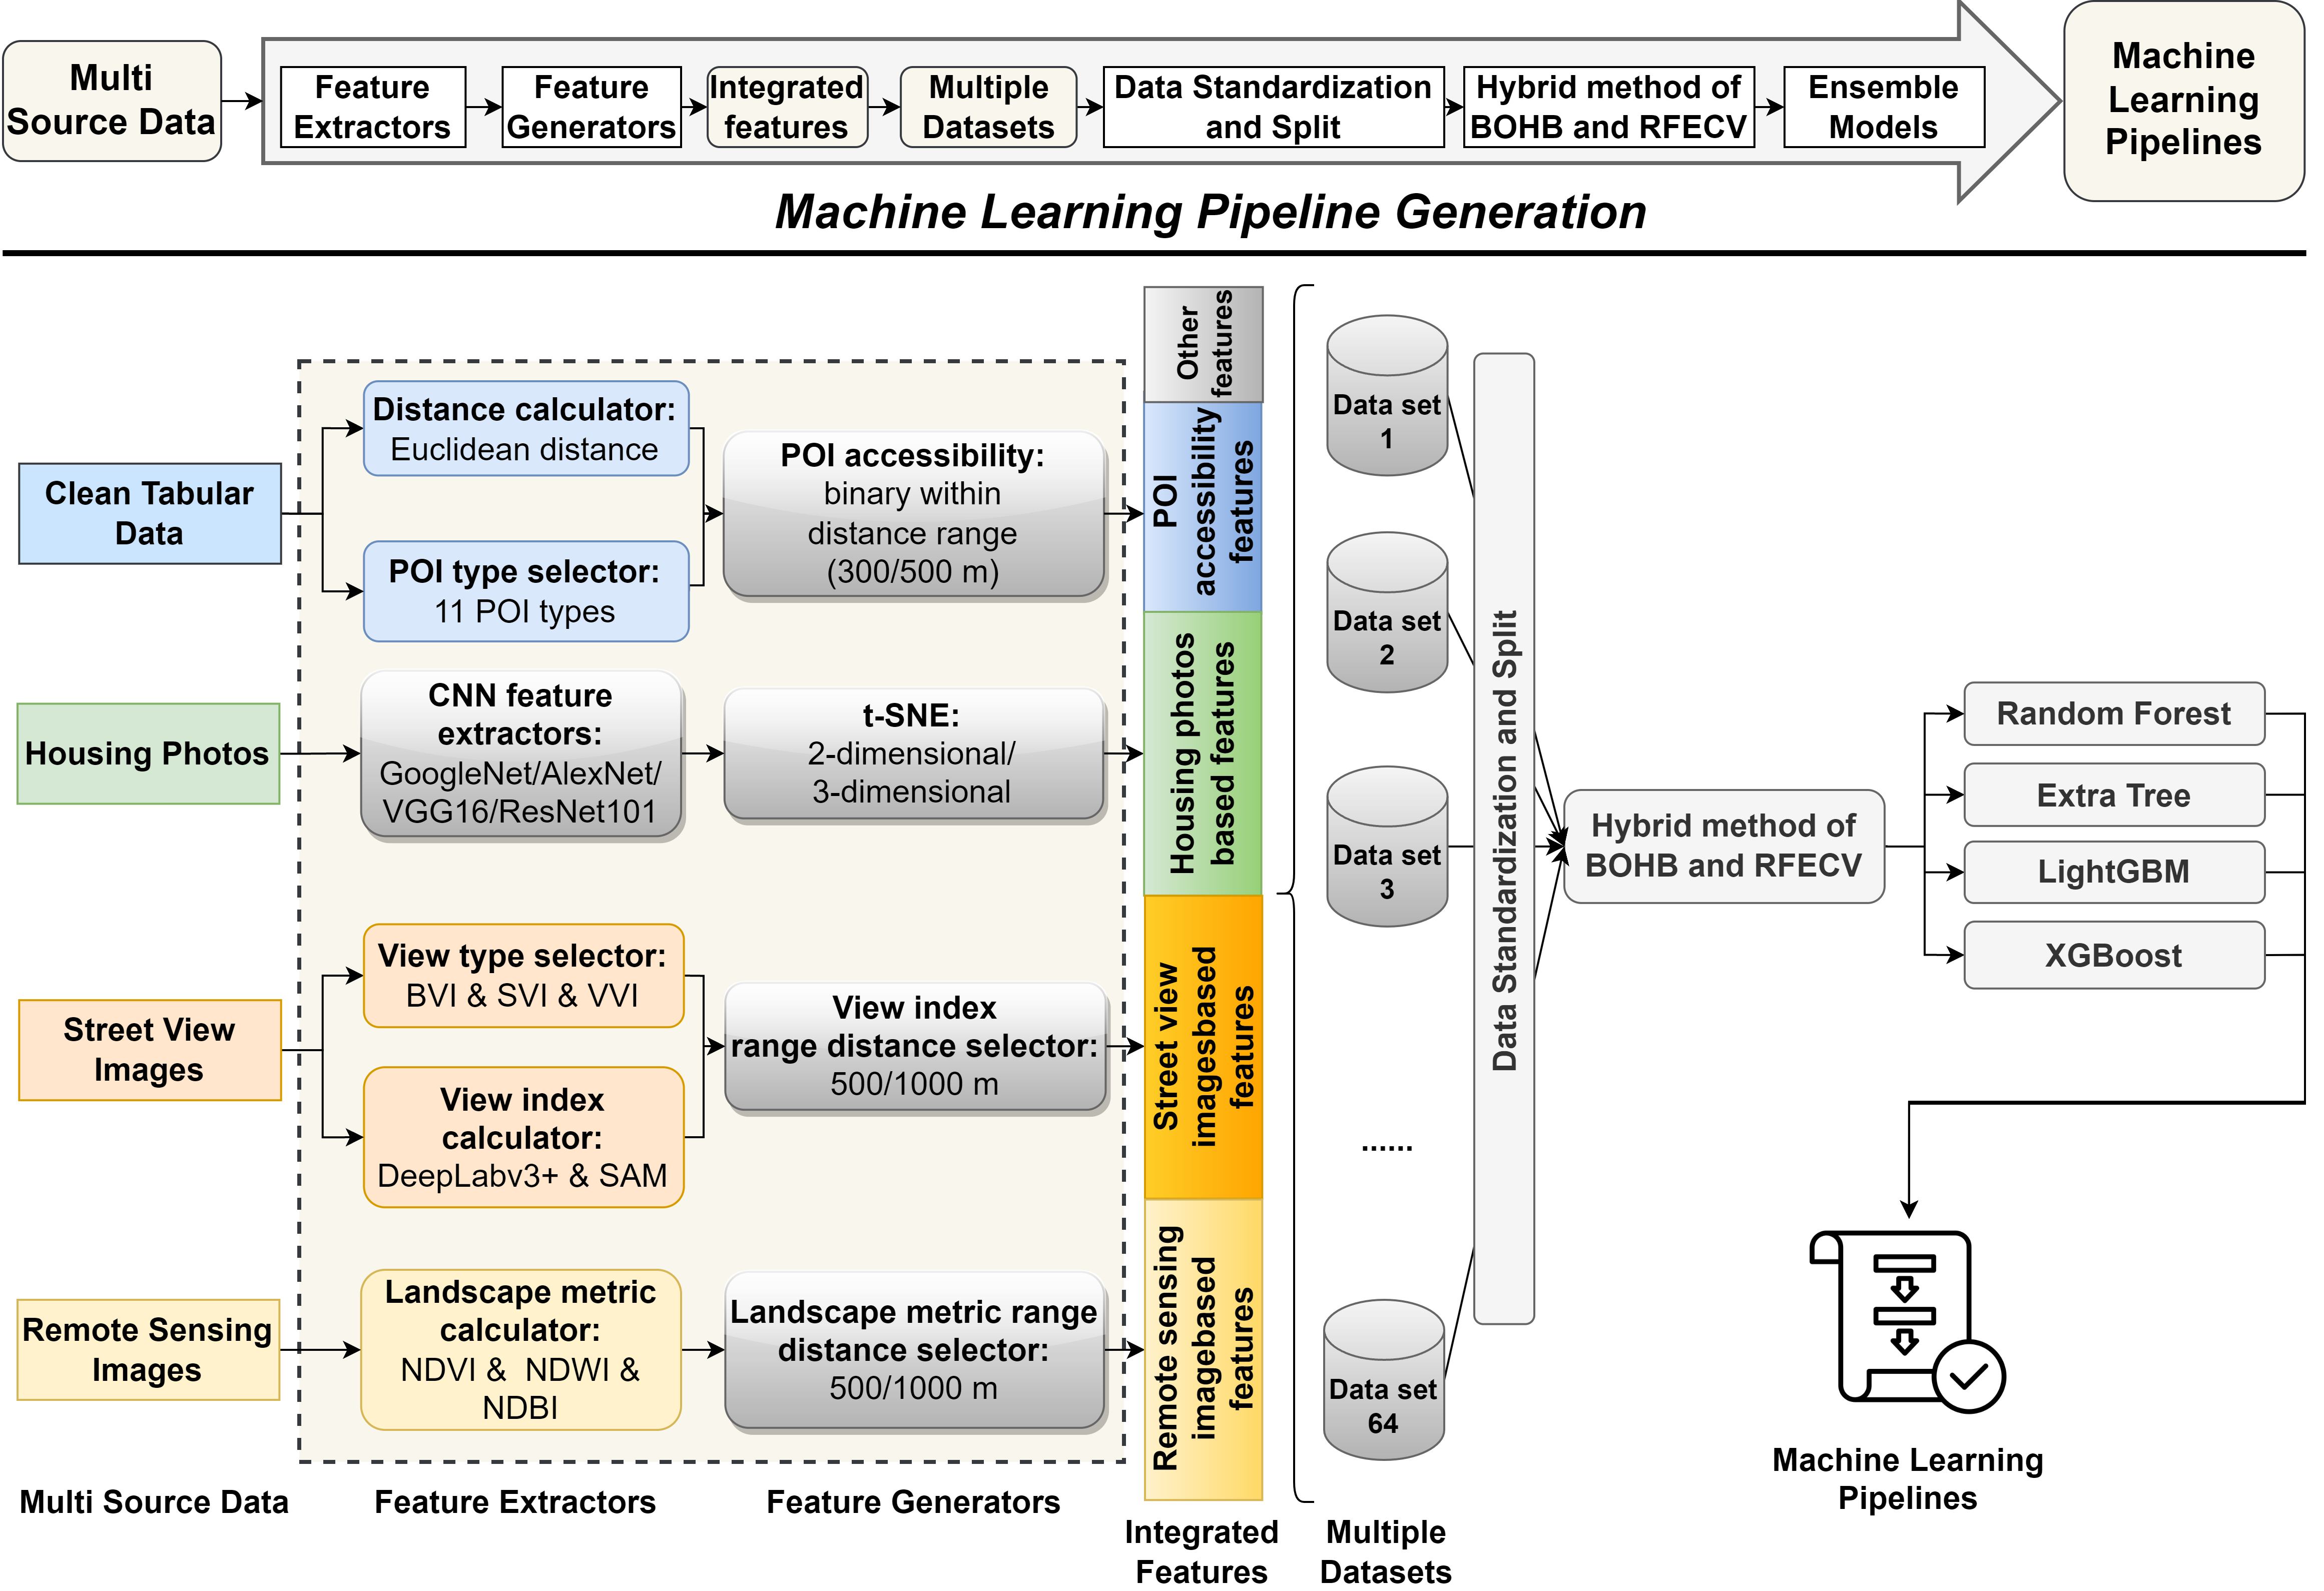 Multi
Source Data
Feature
Extractors
Feature
Generators
Integrated
features
Multiple
Datasets
Data Standardization
and Split
Hybrid method of
BOHB and RFECV
Ensemble
Models
Machine
Learning
Pipelines
Machine Learning Pipeline Generation
Clean Tabular
Data
Distance calculator:
Euclidean distance
POI type selector:
11 POI types
POI accessibility:
binary within
distance range
(300/500 m)
Housing Photos
CNN feature
extractors:
GoogleNet/AlexNet/
VGG16/ResNet101
t-SNE:
2-dimensional/
3-dimensional
Street View
Images
View type selector:
BVI & SVI & VVI
View index
calculator:
DeepLabv3+ & SAM
View index
range distance selector:
500/1000 m
Remote Sensing
Images
Landscape metric
calculator:
NDVI &  NDWI &
NDBI
Landscape metric range
distance selector:
500/1000 m
Other
features
POI
accessibility
features
Housing photos
based features
Street view
imagesbased
features
Remote sensing
imagebased
features
Data set
1
Data set
2
Data set
3
......
Data set
64
Data Standardization and Split
Hybrid method of
BOHB and RFECV
Random Forest
Extra Tree
LightGBM
XGBoost
Machine Learning
Pipelines
Multi Source Data
Feature Extractors
Feature Generators
Integrated
Features
Multiple
Datasets